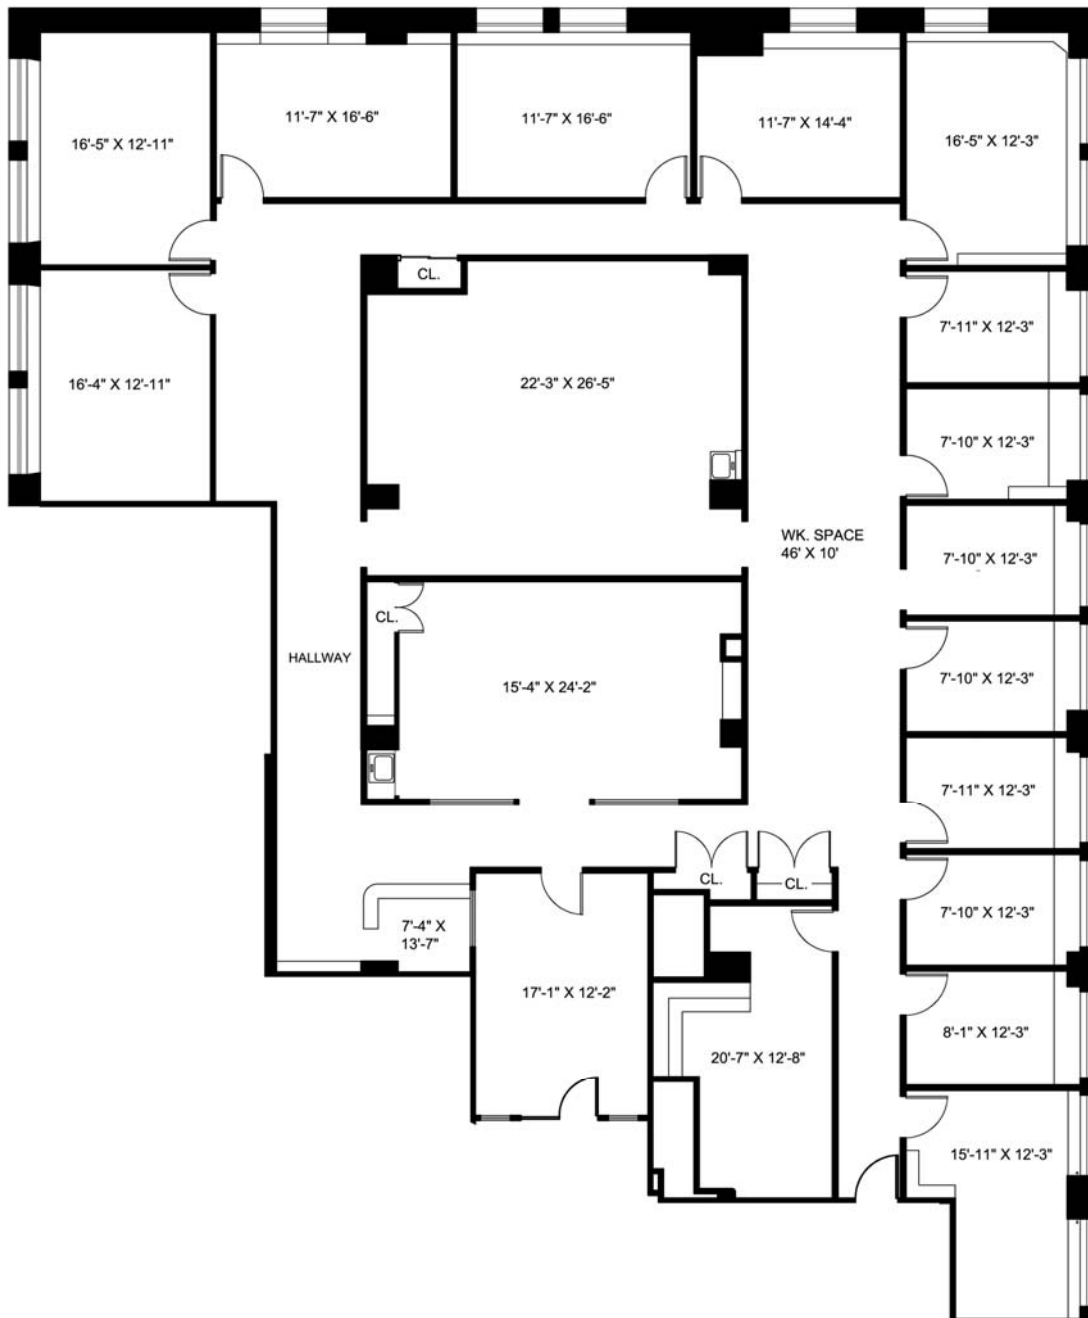 11'-7" X 16'-6"
11'-7" X 16'-6"
11'-7" X 14'-4"
16'-5" X 12'-11"
16'-5" X 12'-3"
CL.
7'-11" X 12'-3"
16'-4" X 12'-11"
22'-3" X 26'-5"
7'-10" X 12'-3"
WK. SPACE
46' X 10'
7'-10" X 12'-3"
CL.
HALLWAY
15'-4" X 24'-2"
7'-10" X 12'-3"
7'-11" X 12'-3"
CL.
CL.
7'-4" X
13'-7"
7'-10" X 12'-3"
17'-1" X 12'-2"
8'-1" X 12'-3"
20'-7" X 12'-8"
15'-11" X 12'-3"